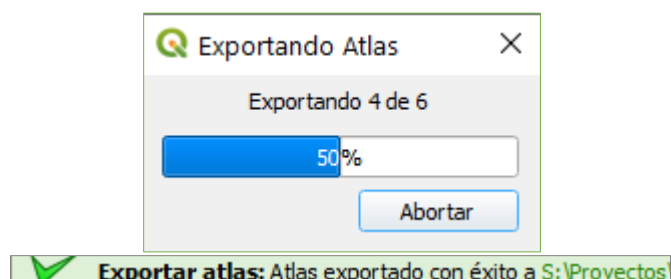 Exportando Atlas
Exportando 4 de 6
50%
Abortar
Exportar atlas: Atlas exportado con éxito a S:\Proyectos\